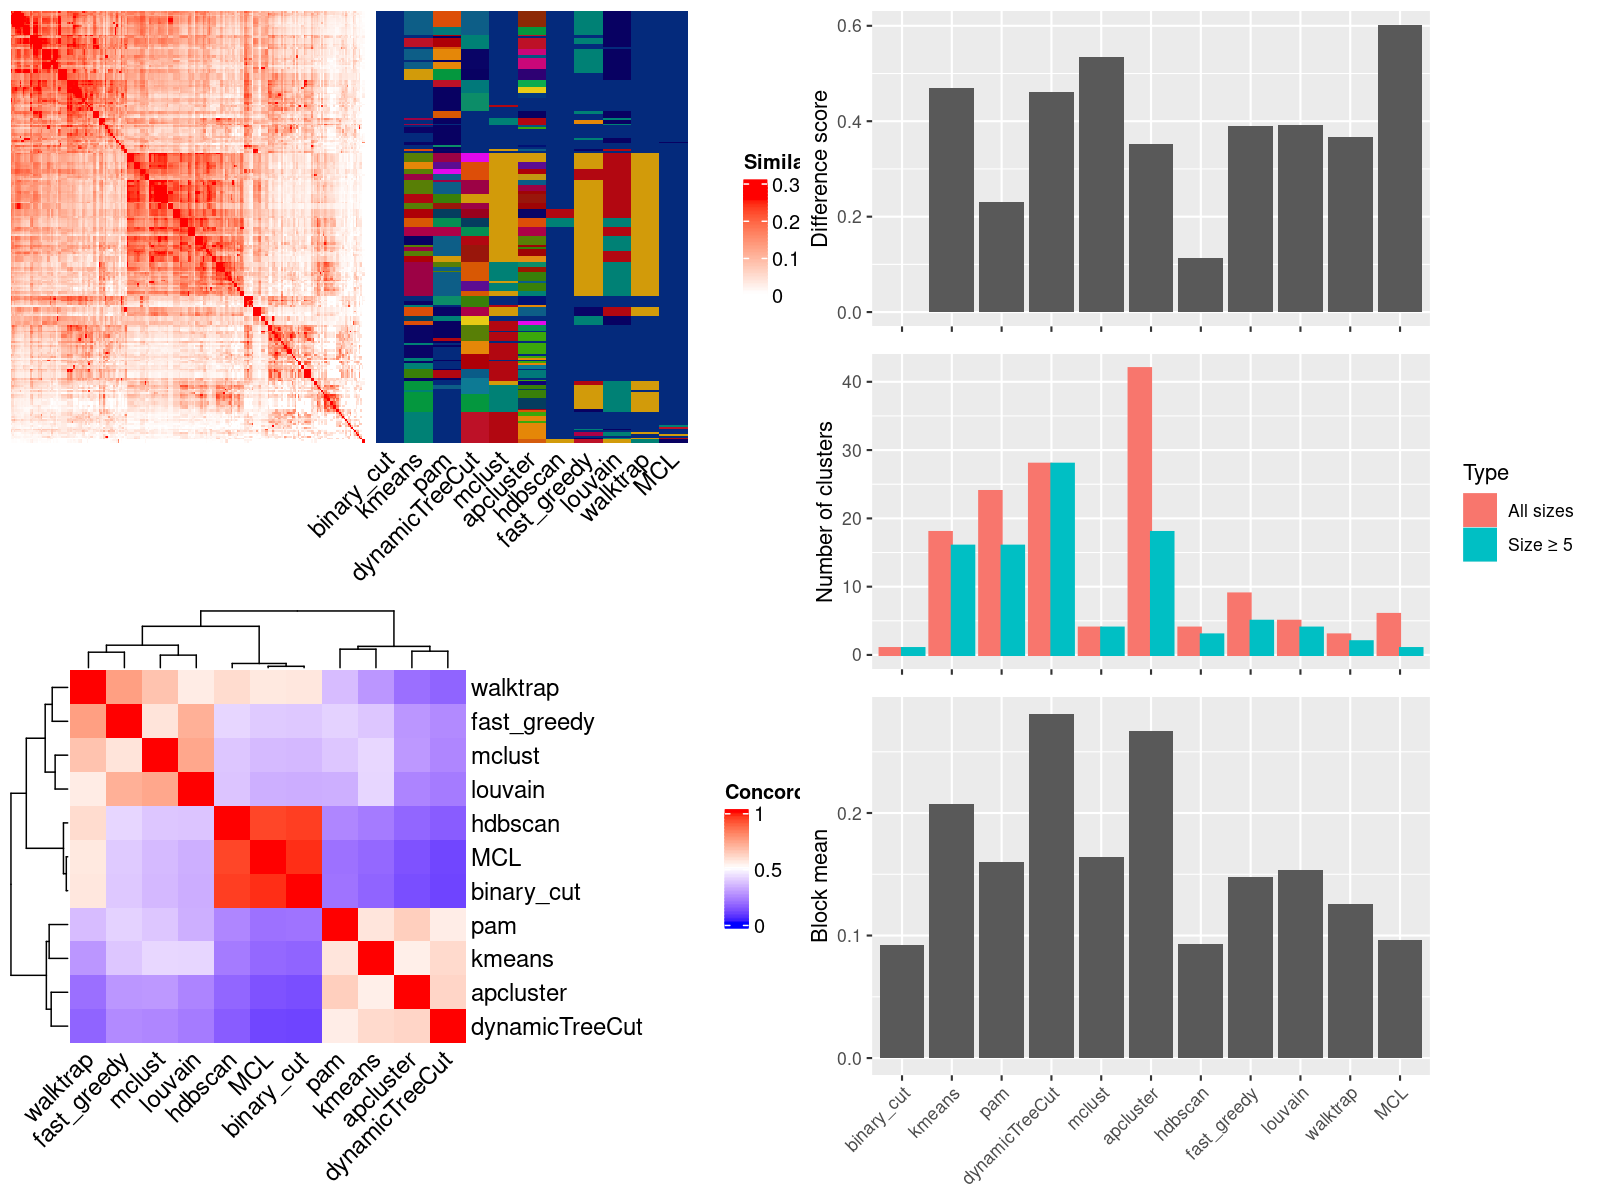 Simila
0.3
0.2
0.1
0
binary_cut
kmeans
pam
dynamicTreeCut
mclust
apcluster
hdbscan
fast_greedy
louvain
walktrap
MCL
walktrap
fast_greedy
mclust
louvain
hdbscan
MCL
binary_cut
pam
kmeans
apcluster
dynamicTreeCut
walktrap
fast_greedy
mclust
louvain
hdbscan
MCL
binary_cut
pam
kmeans
apcluster
dynamicTreeCut
Concord
1
0.5
0
Difference score
0.6
0.4
0.2
0.0
Number of clusters
40
30
20
10
0
Type
All sizes
Size ≥ 5
Block mean
0.2
0.1
0.0
binary_cut
kmeans
pam
dynamicTreeCut
mclust
apcluster
hdbscan
fast_greedy
louvain
walktrap
MCL